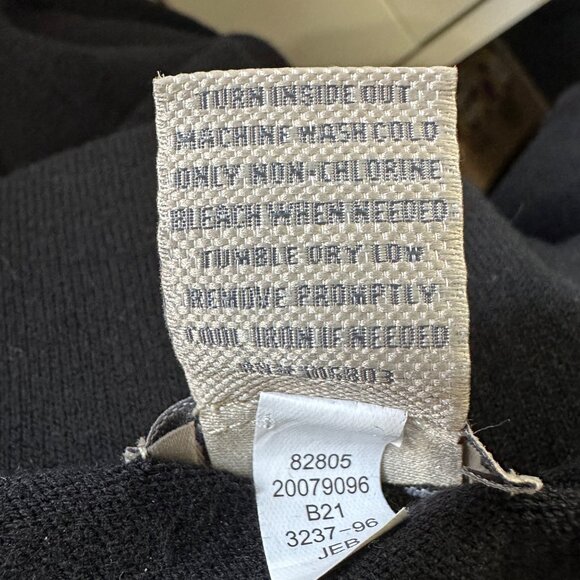 TURN INSIDE OUT
MACHINE WASH COLD
ONLY NON-CHLORINE
BLEACH WHEN NEEDED
TUMBLE DRY LOW
REMOVE PROMPTLY
COOL IRON IF NEEDED
82805
20079096
B21
3237-96
JEB